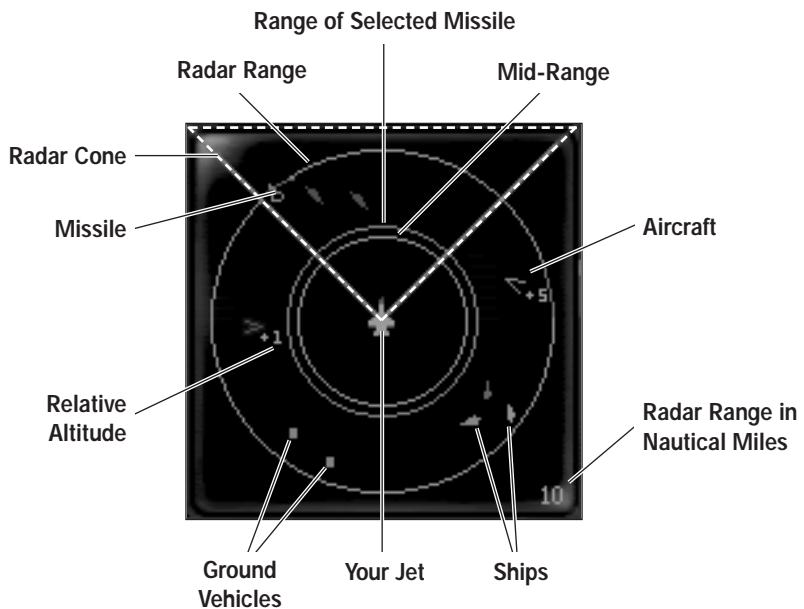 Range of Selected Missile
Radar Range
Mid-Range
Radar Cone
Missile
Aircraft
+5
+1
Relative
Altitude
Radar Range in
Nautical Miles
10
Ground
Vehicles
Your Jet
Ships